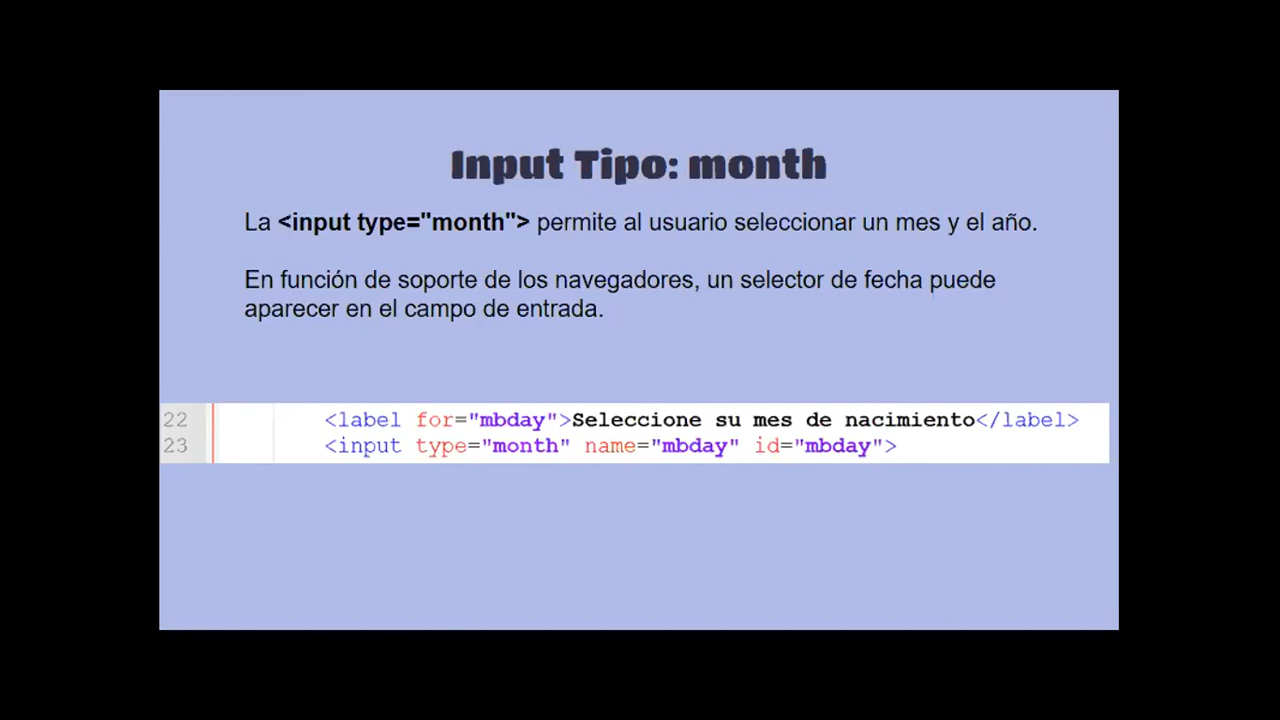 Input Tipo: month
La <input type="month"> permite al usuario seleccionar un mes y el año.
En función de soporte de los navegadores, un selector de fecha puede
aparecer en el campo de entrada.
22 <label for="mbday">Seleccione su mes de nacimiento</label>
23 <input type="month" name="mbday" id="mbday">